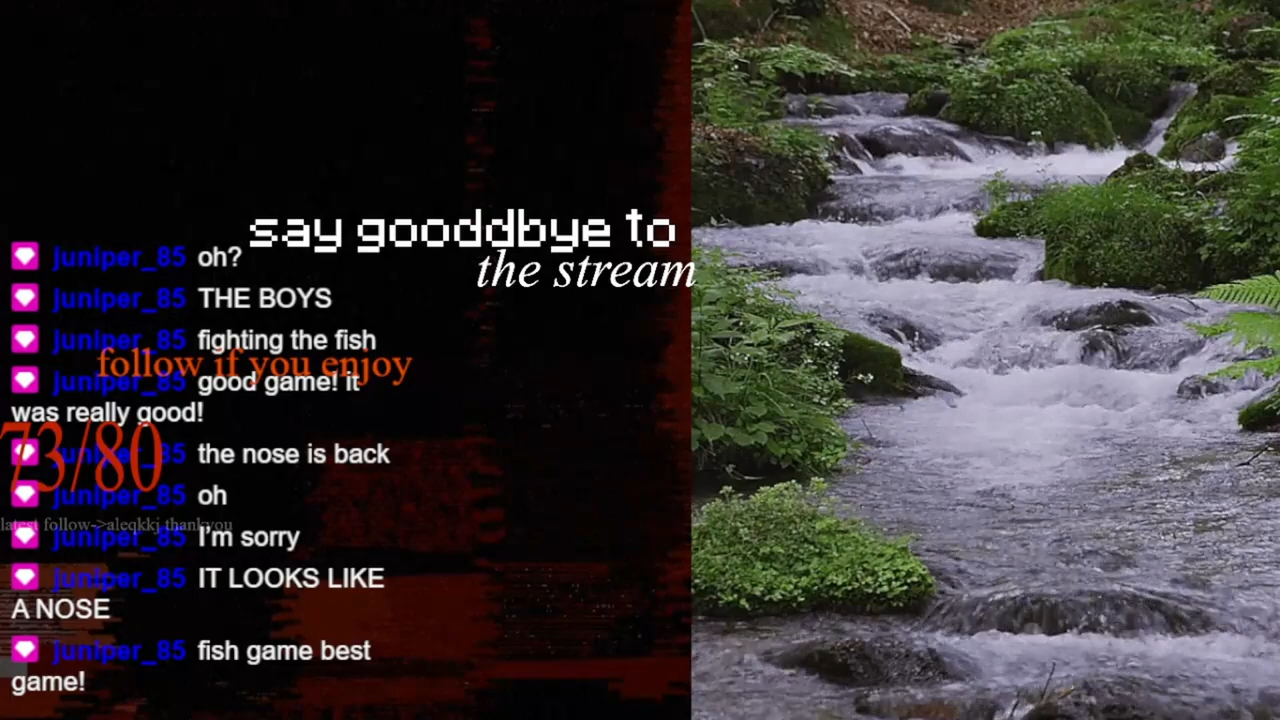 say gooddbye to
the stream
juniper_85 oh?
juniper_85 THE BOYS
juniper_85 fighting the fish
follow if you enjoy
juniper_85 good game! it
was really good!
73/80
juniper_85 the nose is back
juniper_85 oh
latest follow->aleqkkj thankyou
juniper_85 I'm sorry
juniper_85 IT LOOKS LIKE
A NOSE
juniper_85 fish game best
game!